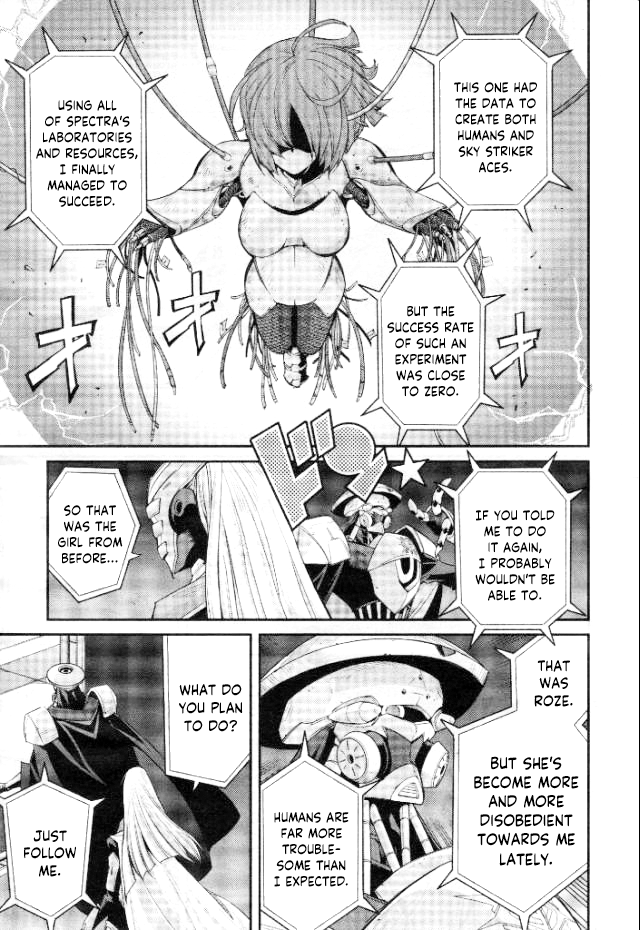 THIS ONE HAD
THE DATA TO
CREATE BOTH
HUMANS AND
SKY STRIKER
ACES.
USING ALL
OF SPECTRA'S
LABORATORIES
AND RESOURCES,
I FINALLY
MANAGED TO
SUCCEED.
BUT THE
SUCCESS RATE
OF SUCH AN
EXPERIMENT
WAS CLOSE
TO ZERO.
キ
キ
キ
IF YOU TOLD
ME TO DO
IT AGAIN,
I PROBABLY
WOULDN'T BE
ABLE TO.
ドン
SO THAT
WAS THE
GIRL FROM
BEFORE...
THAT
WAS
ROZE.
BUT SHE'S
BECOME MORE
AND MORE
DISOBEDIENT
TOWARDS ME
LATELY.
HUMANS ARE
FAR MORE
TROUBLE-
SOME THAN
I EXPECTED.
WHAT DO
YOU PLAN
TO DO?
JUST
FOLLOW
ME.